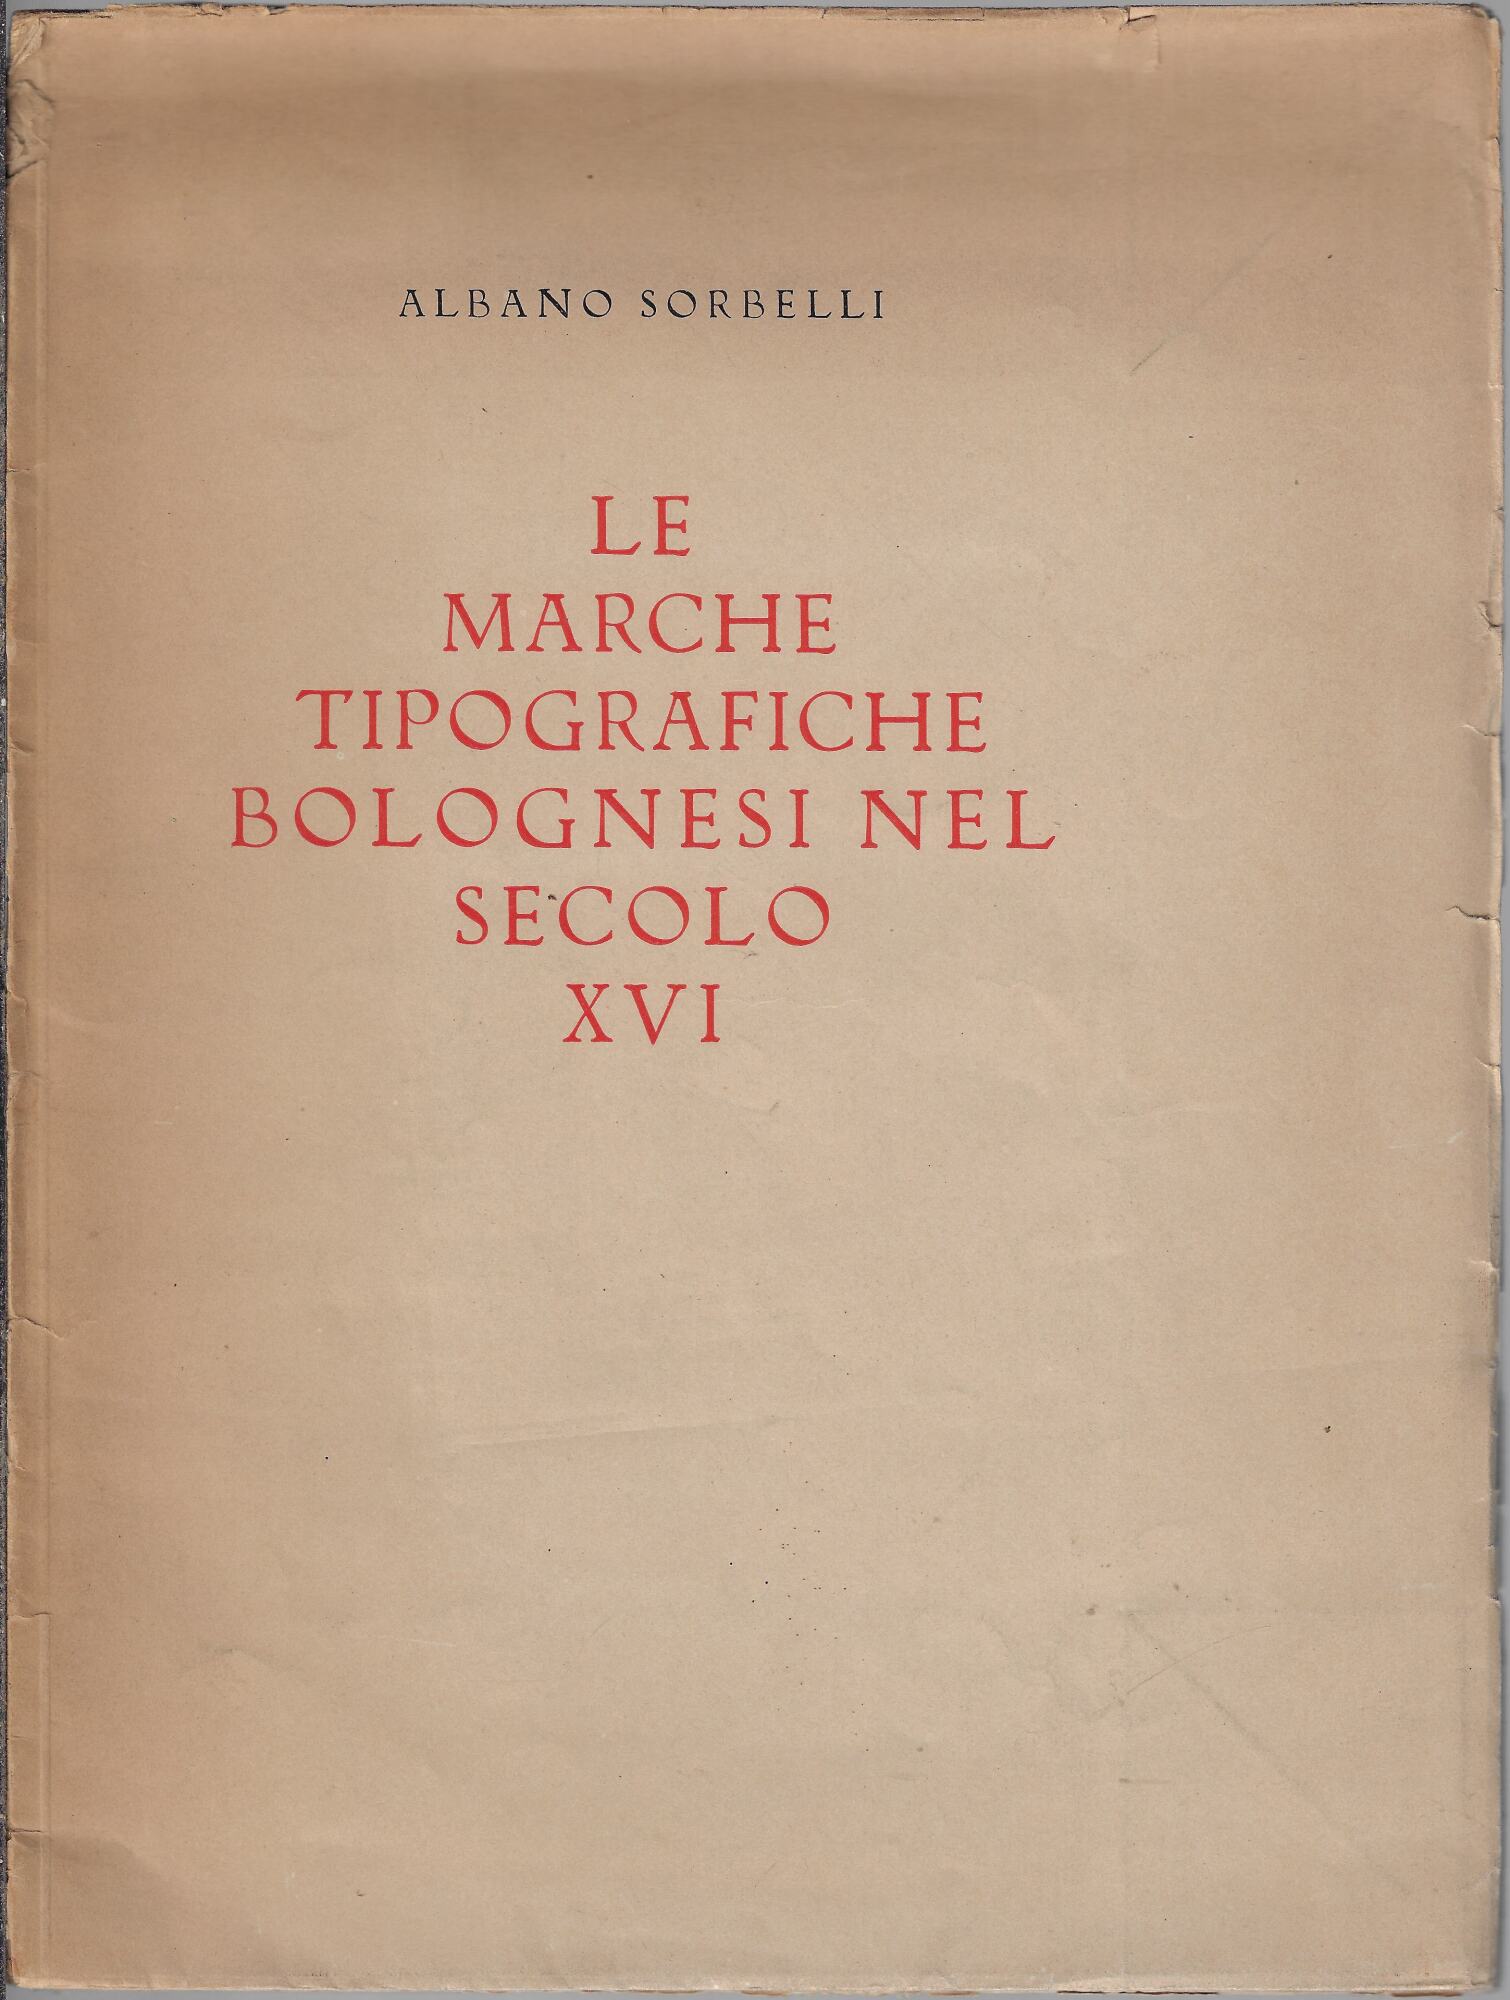 ALBANO SORBELLI
LE
MARCHE
TIPOGRAFICHE
BOLOGNESI NEL
SECOLO
XVI